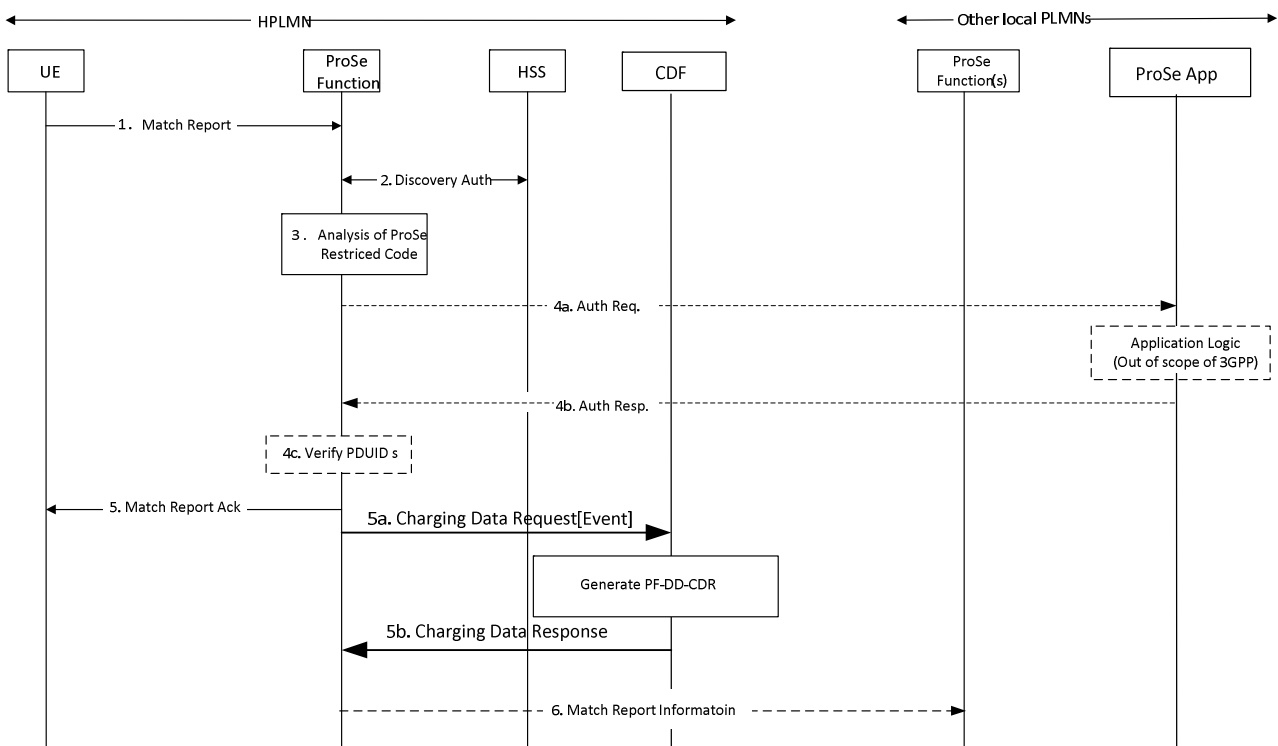 HPLMN
Other local PLMNs
UE
ProSe
Function
HSS
CDF
ProSe
Function(s)
ProSe App
1. Match Report
2. Discovery Auth
3. Analysis of ProSe
Restriced Code
4a. Auth Req.
Application Logic
(Out of scope of 3GPP)
4b. Auth Resp.
4c. Verify PDUID s
5. Match Report Ack
5a. Charging Data Request[Event]
Generate PF-DD-CDR
5b. Charging Data Response
6. Match Report Informatoin